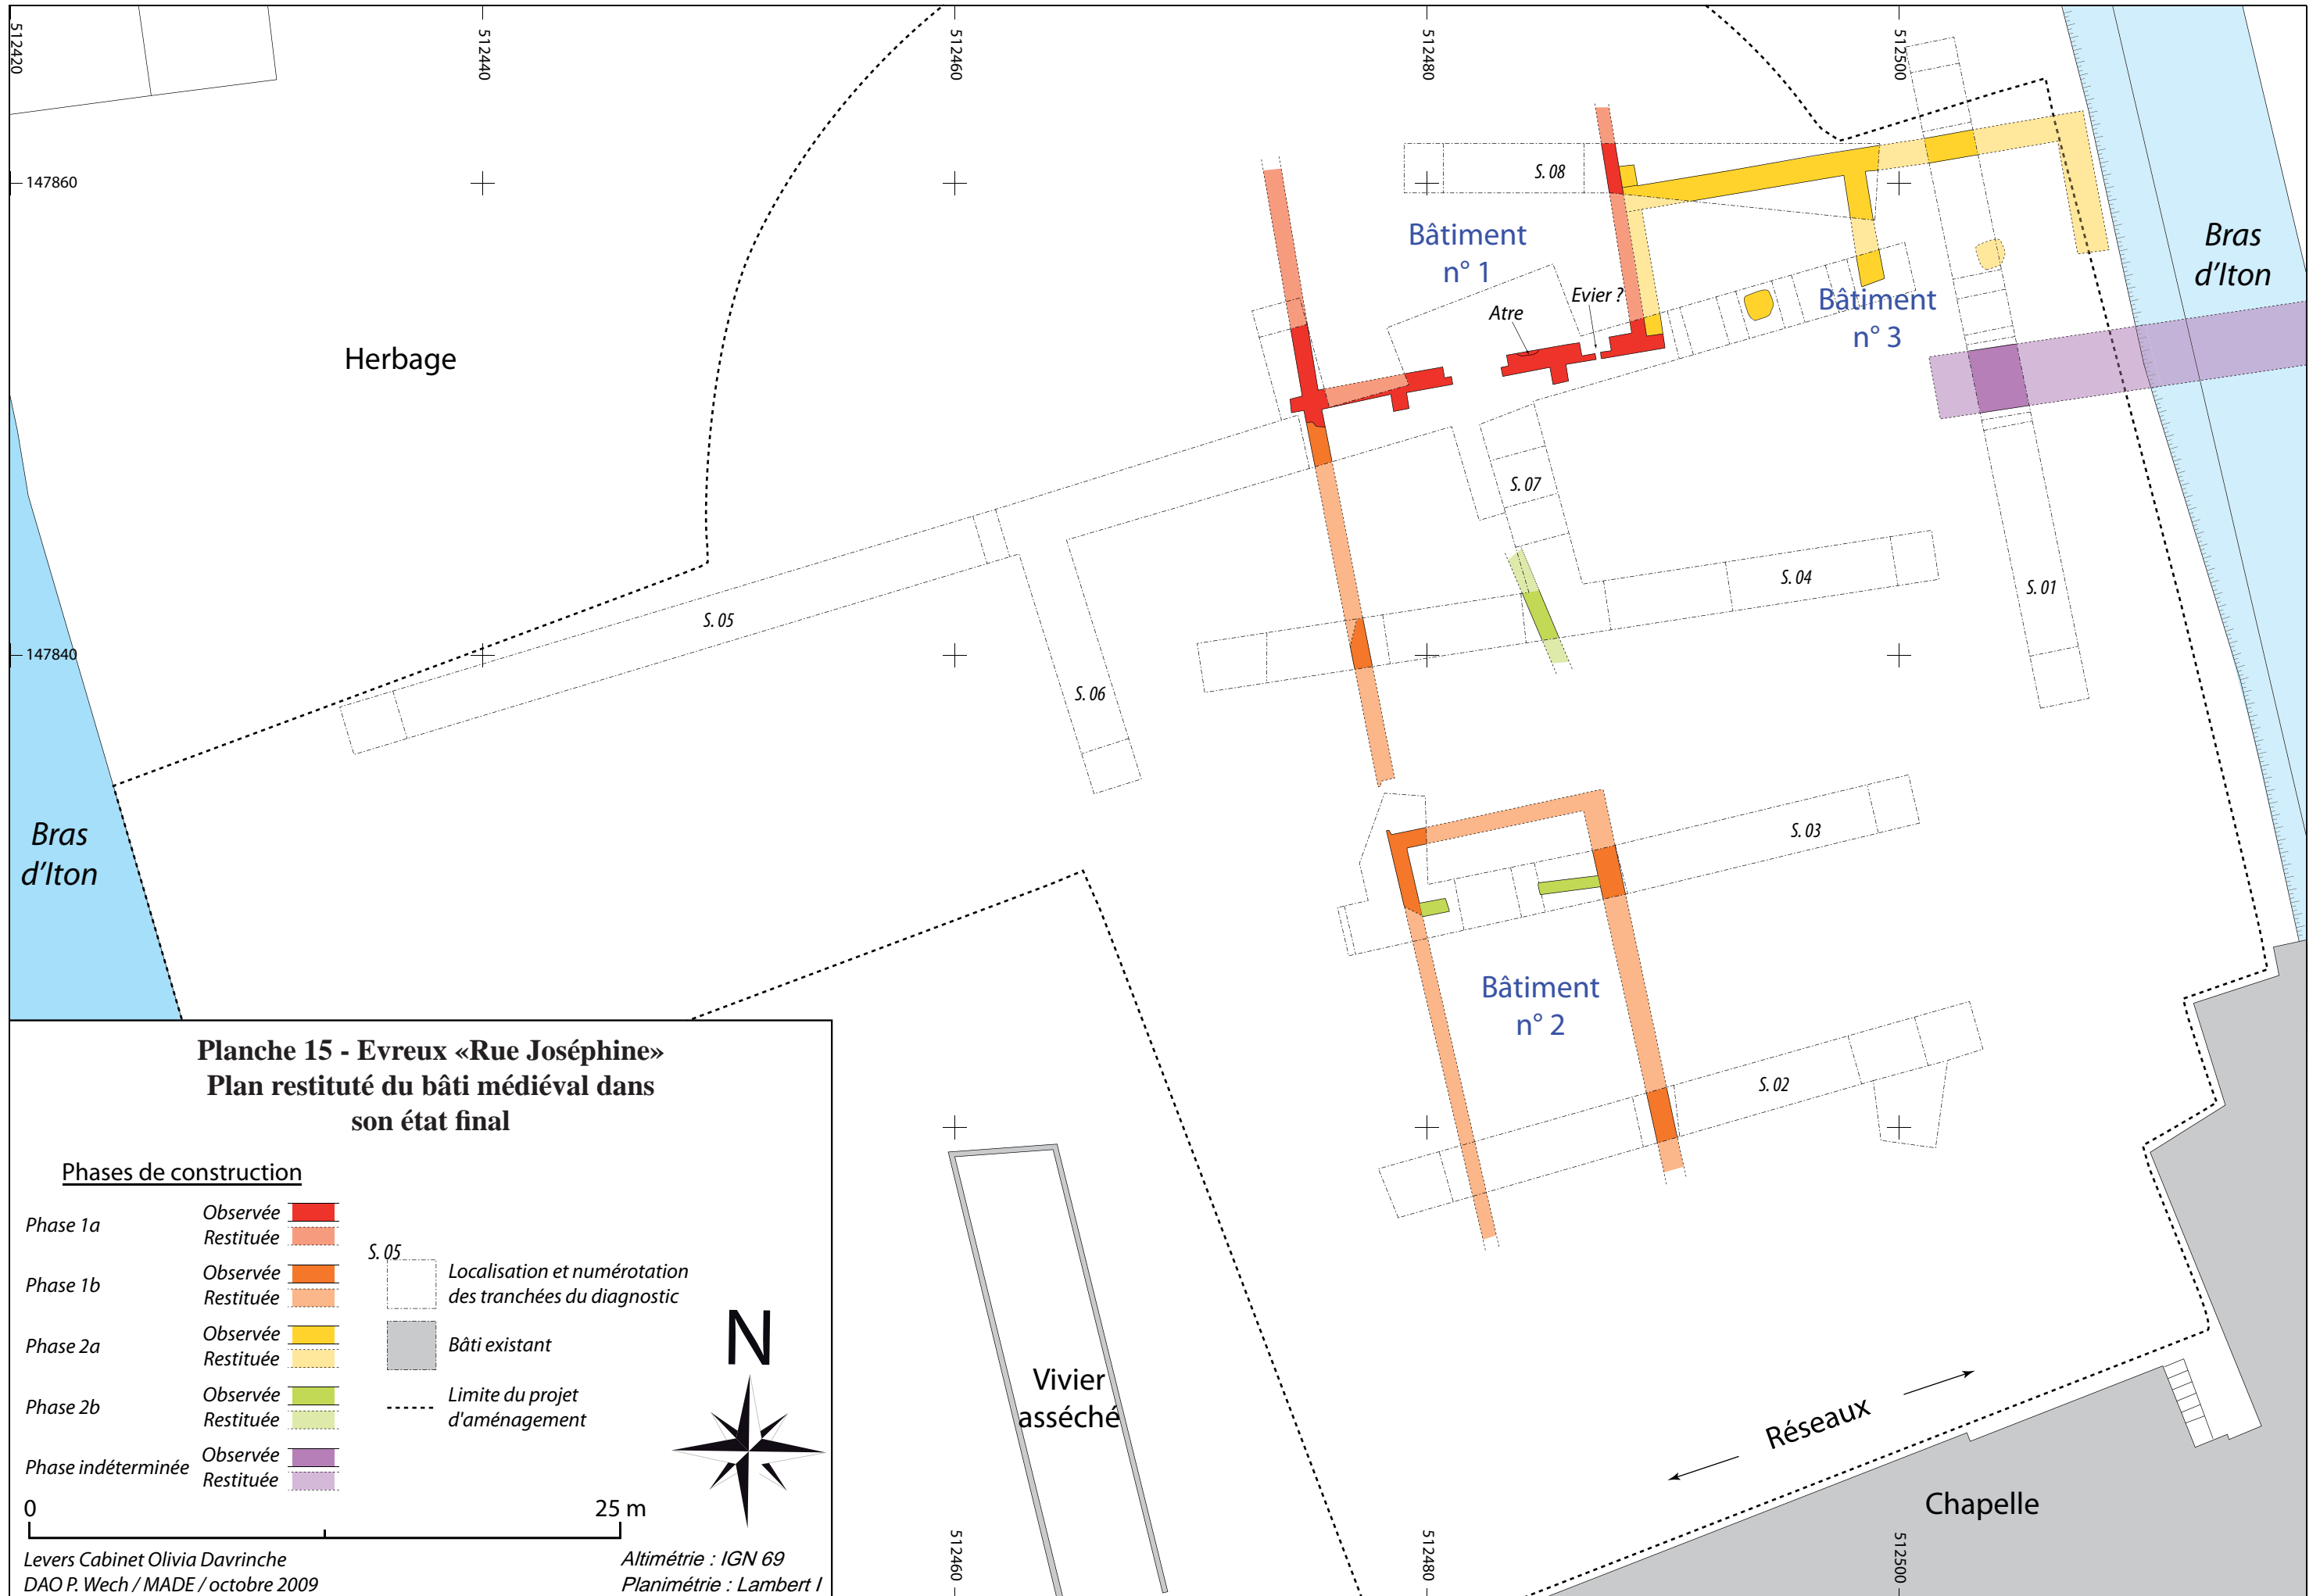 512420
512440
512460
512480
512500
147860
147840
S. 08
Bâtiment
n° 1
Bras
d'Iton
Evier ?
Atre
Bâtiment
n° 3
Herbage
S. 07
S. 04
S. 01
S. 05
S. 06
S. 03
Bras
d'Iton
Bâtiment
n° 2
S. 02
Planche 15 - Evreux «Rue Joséphine»
Plan restituté du bâti médiéval dans
son état final
Phases de construction
Phase 1a
Observée
Restituée
Phase 1b
Observée
Restituée
Phase 2a
Observée
Restituée
Phase 2b
Observée
Restituée
Phase indéterminée
Observée
Restituée
S. 05
Localisation et numérotation
des tranchées du diagnostic
Bâti existant
Limite du projet
d'aménagement
N
0
25 m
Levers Cabinet Olivia Davrinche
DAO P. Wech / MADE / octobre 2009
Altimétrie : IGN 69
Planimétrie : Lambert I
Vivier
asséché
Réseaux
Chapelle
512460
512480
512500